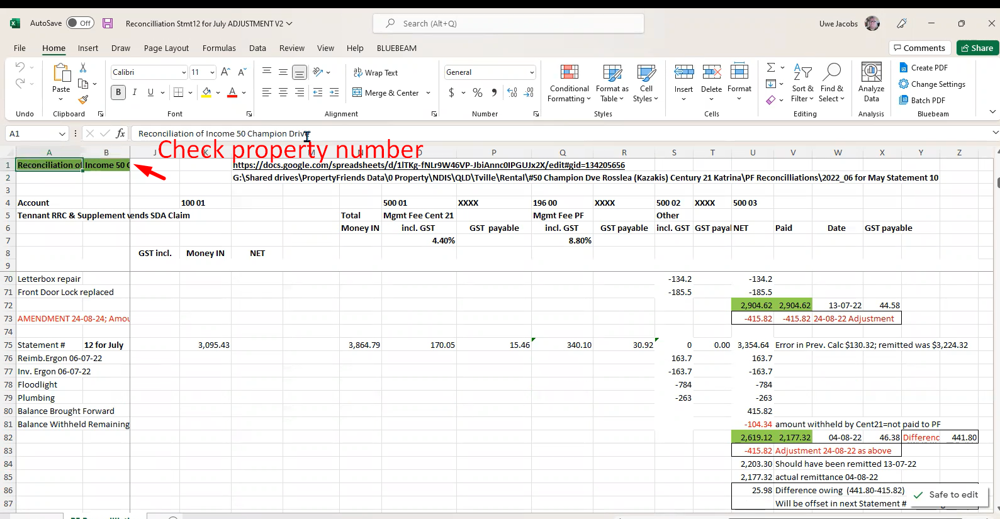 AutoSave Off Reconcilliation Stmt12 for July ADJUSTMENT V2 Search (Alt+Q) Uwe Jacobs
File Home Insert Draw Page Layout Formulas Data Review View Help BLUEBEAM Comments Share
Calibri 11 Wrap Text General Create PDF
Paste B I U A Merge & Center $ % Conditional Formatting Format as Table Cell Styles Insert Delete Format Sort & Filter Find & Select Analyze Data Change Settings
Batch PDF
Undo Clipboard Font Alignment Number Styles Cells Editing Analysis Bluebeam
A1 fx Reconciliation of Income 50 Champion Drive
Check property number
A B J K M N O P Q R S T U V W X Y Z
1 Reconciliation of Income 50 C https://docs.google.com/spreadsheets/d/1lTKg-fNLr9W46VP-JbiAnnc0IPGUJx2X/edit#gid=134205656
2 G:\Shared drives\PropertyFriends Data\0 Property\NDIS\QLD\Tville\Rental\#50 Champion Dve Rosslea (Kazakis) Century 21 Katrina\PF Reconcilliations\2022_06 for May Statement 10
3
4 Account 100 01 500 01 XXXX 196 00 XXXX 500 02 XXXX 500 03
5 Tennant RRC & Supplement wends SDA Claim Total Mgmt Fee Cent 21 Mgmt Fee PF Other
6 Money IN incl. GST GST payable incl. GST GST payable incl. GST GST payal NET Paid Date GST payable
7 4.40% 8.80%
8 GST incl. Money IN NET
9
70 Letterbox repair -134.2 -134.2
71 Front Door Lock replaced -185.5 -185.5
72 2,904.62 2,904.62 13-07-22 44.58
73 AMENDMENT 24-08-24; Amou -415.82 -415.82 24-08-22 Adjustment
74
75 Statement # 12 for July 3,095.43 3,864.79 170.05 15.46 340.10 30.92 0 0.00 3,354.64 Error in Prev. Calc $130.32; remitted was $3,224.32
76 Reimb.Ergon 06-07-22 163.7 163.7
77 Inv. Ergon 06-07-22 -163.7 -163.7
78 Floodlight -784 -784
79 Plumbing -263 -263
80 Balance Brought Forward 415.82
81 Balance Withheld Remaining -104.34 amount withheld by Cent21=not paid to PF
82 2,619.12 2,177.32 04-08-22 46.38 Differenc 441.80
83 -415.82 Adjustment 24-08-22 as above
84 2,203.30 Should have been remitted 13-07-22
85 2,177.32 actual remittance 04-08-22
86 25.98 Difference owing (441.80-415.82) Safe to edit
87 Will be offset in next Statement #